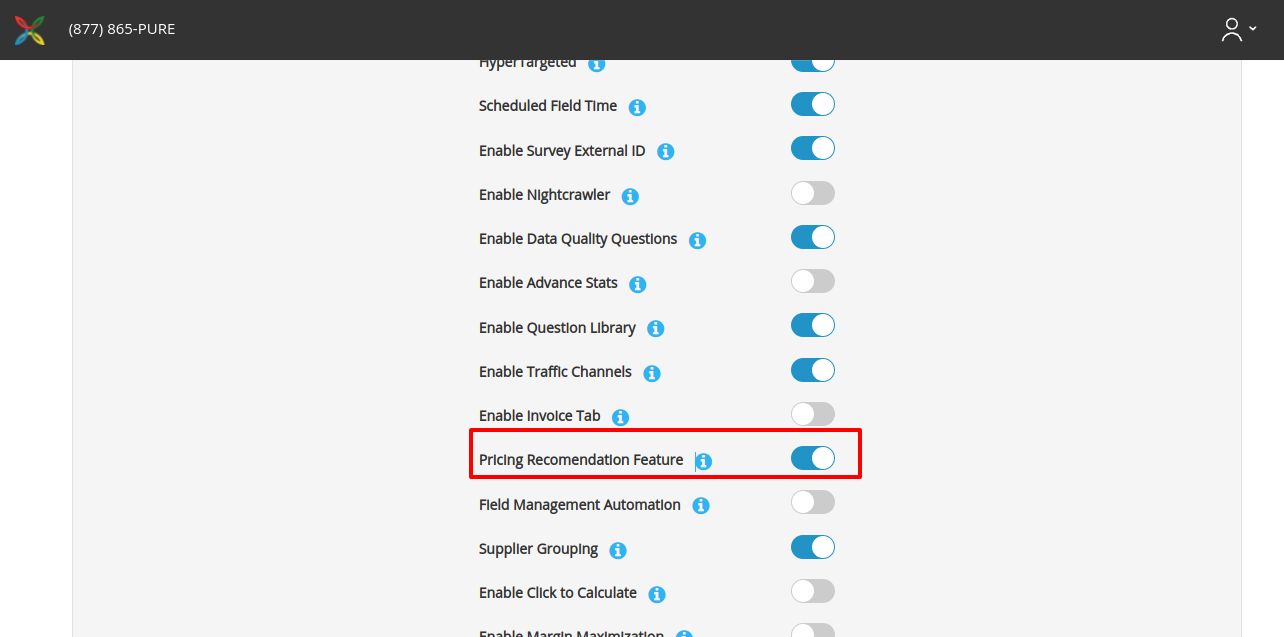 (877) 865-PURE
HyperTargeted
Scheduled Field Time
Enable Survey External ID
Enable Nightcrawler
Enable Data Quality Questions
Enable Advance Stats
Enable Question Library
Enable Traffic Channels
Enable Invoice Tab
Pricing Recomendation Feature
Field Management Automation
Supplier Grouping
Enable Click to Calculate
Enable Margin Maximization